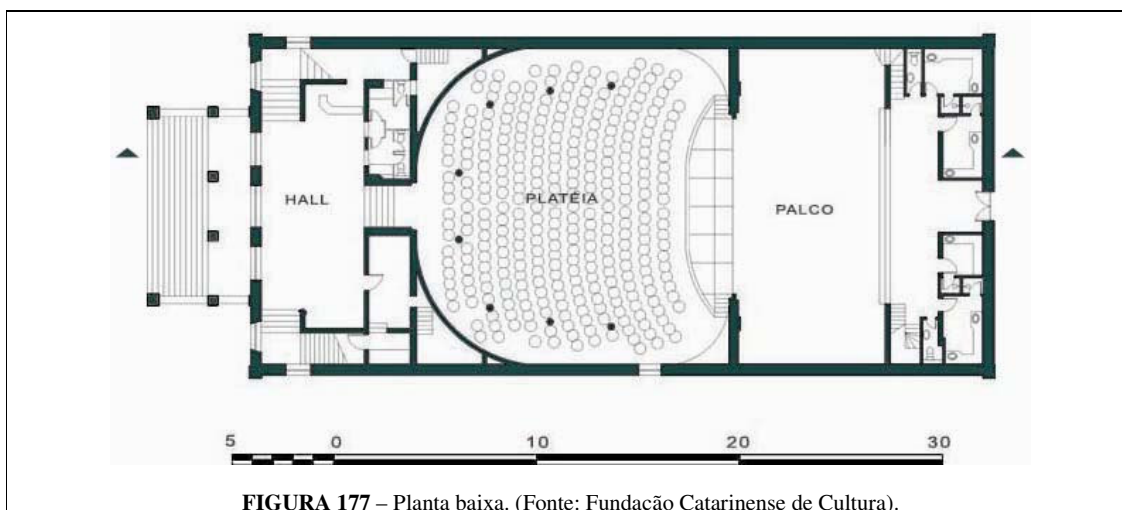 HALL
PLATÉIA
PALCO
5 0 10 20 30
FIGURA 177 – Planta baixa. (Fonte: Fundação Catarinense de Cultura).